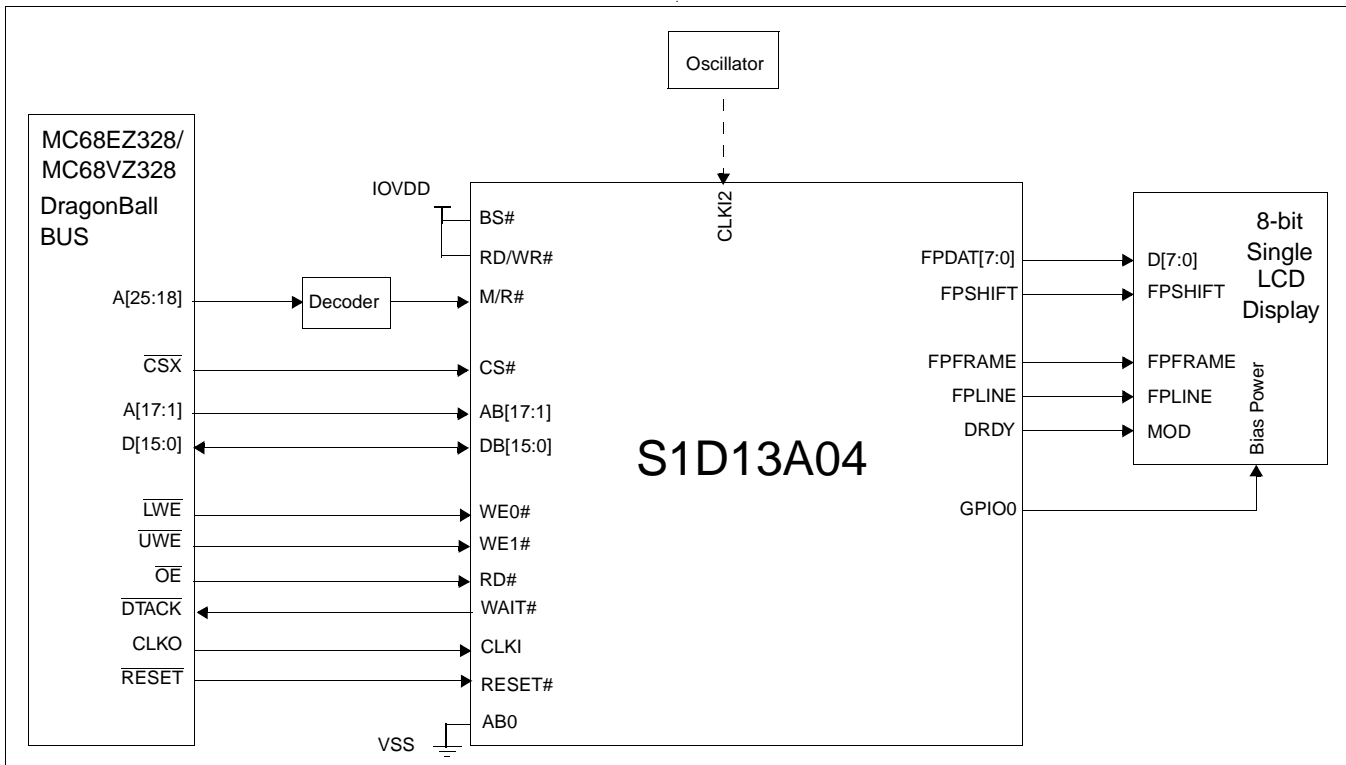 Oscillator
MC68EZ328/
MC68VZ328
DragonBall
BUS
A[25:18]
CSX
A[17:1]
D[15:0]
LWE
UWE
OE
DTACK
CLKO
RESET
Decoder
IOVDD
VSS
BS#
RD/WR#
M/R#
CS#
AB[17:1]
DB[15:0]
WE0#
WE1#
RD#
WAIT#
CLKI
RESET#
AB0
CLKI2
S1D13A04
FPDAT[7:0]
FPSHIFT
FPFRAME
FPLINE
DRDY
GPIO0
D[7:0]
FPSHIFT
FPFRAME
FPLINE
MOD
8-bit
Single
LCD
Display
Bias Power